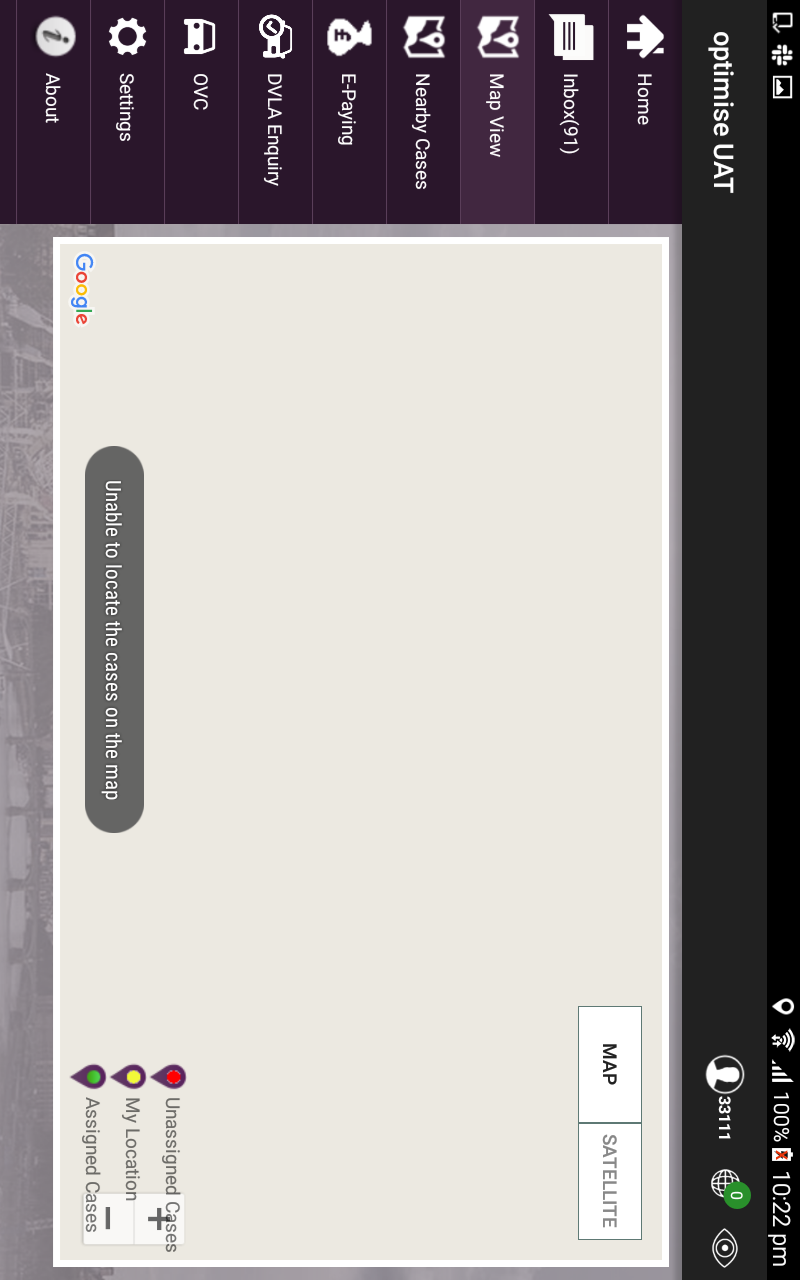 100% 10:22 pm
optimise UAT
33111
0
Home
Inbox(91)
Map View
Nearby Cases
E-Paying
DVLA Enquiry
OVC
Settings
About
MAP
SATELLITE
Unassigned Cases
My Location
Assigned Cases
+
−
Unable to locate the cases on the map
Google